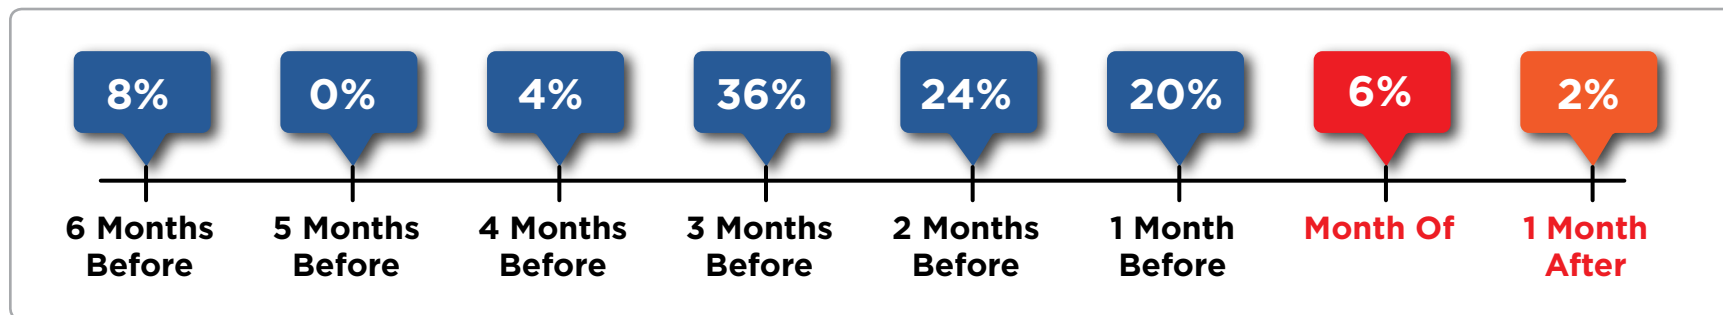 8%
0%
4%
36%
24%
20%
6%
2%
6 Months
Before
5 Months
Before
4 Months
Before
3 Months
Before
2 Months
Before
1 Month
Before
Month Of
1 Month
After